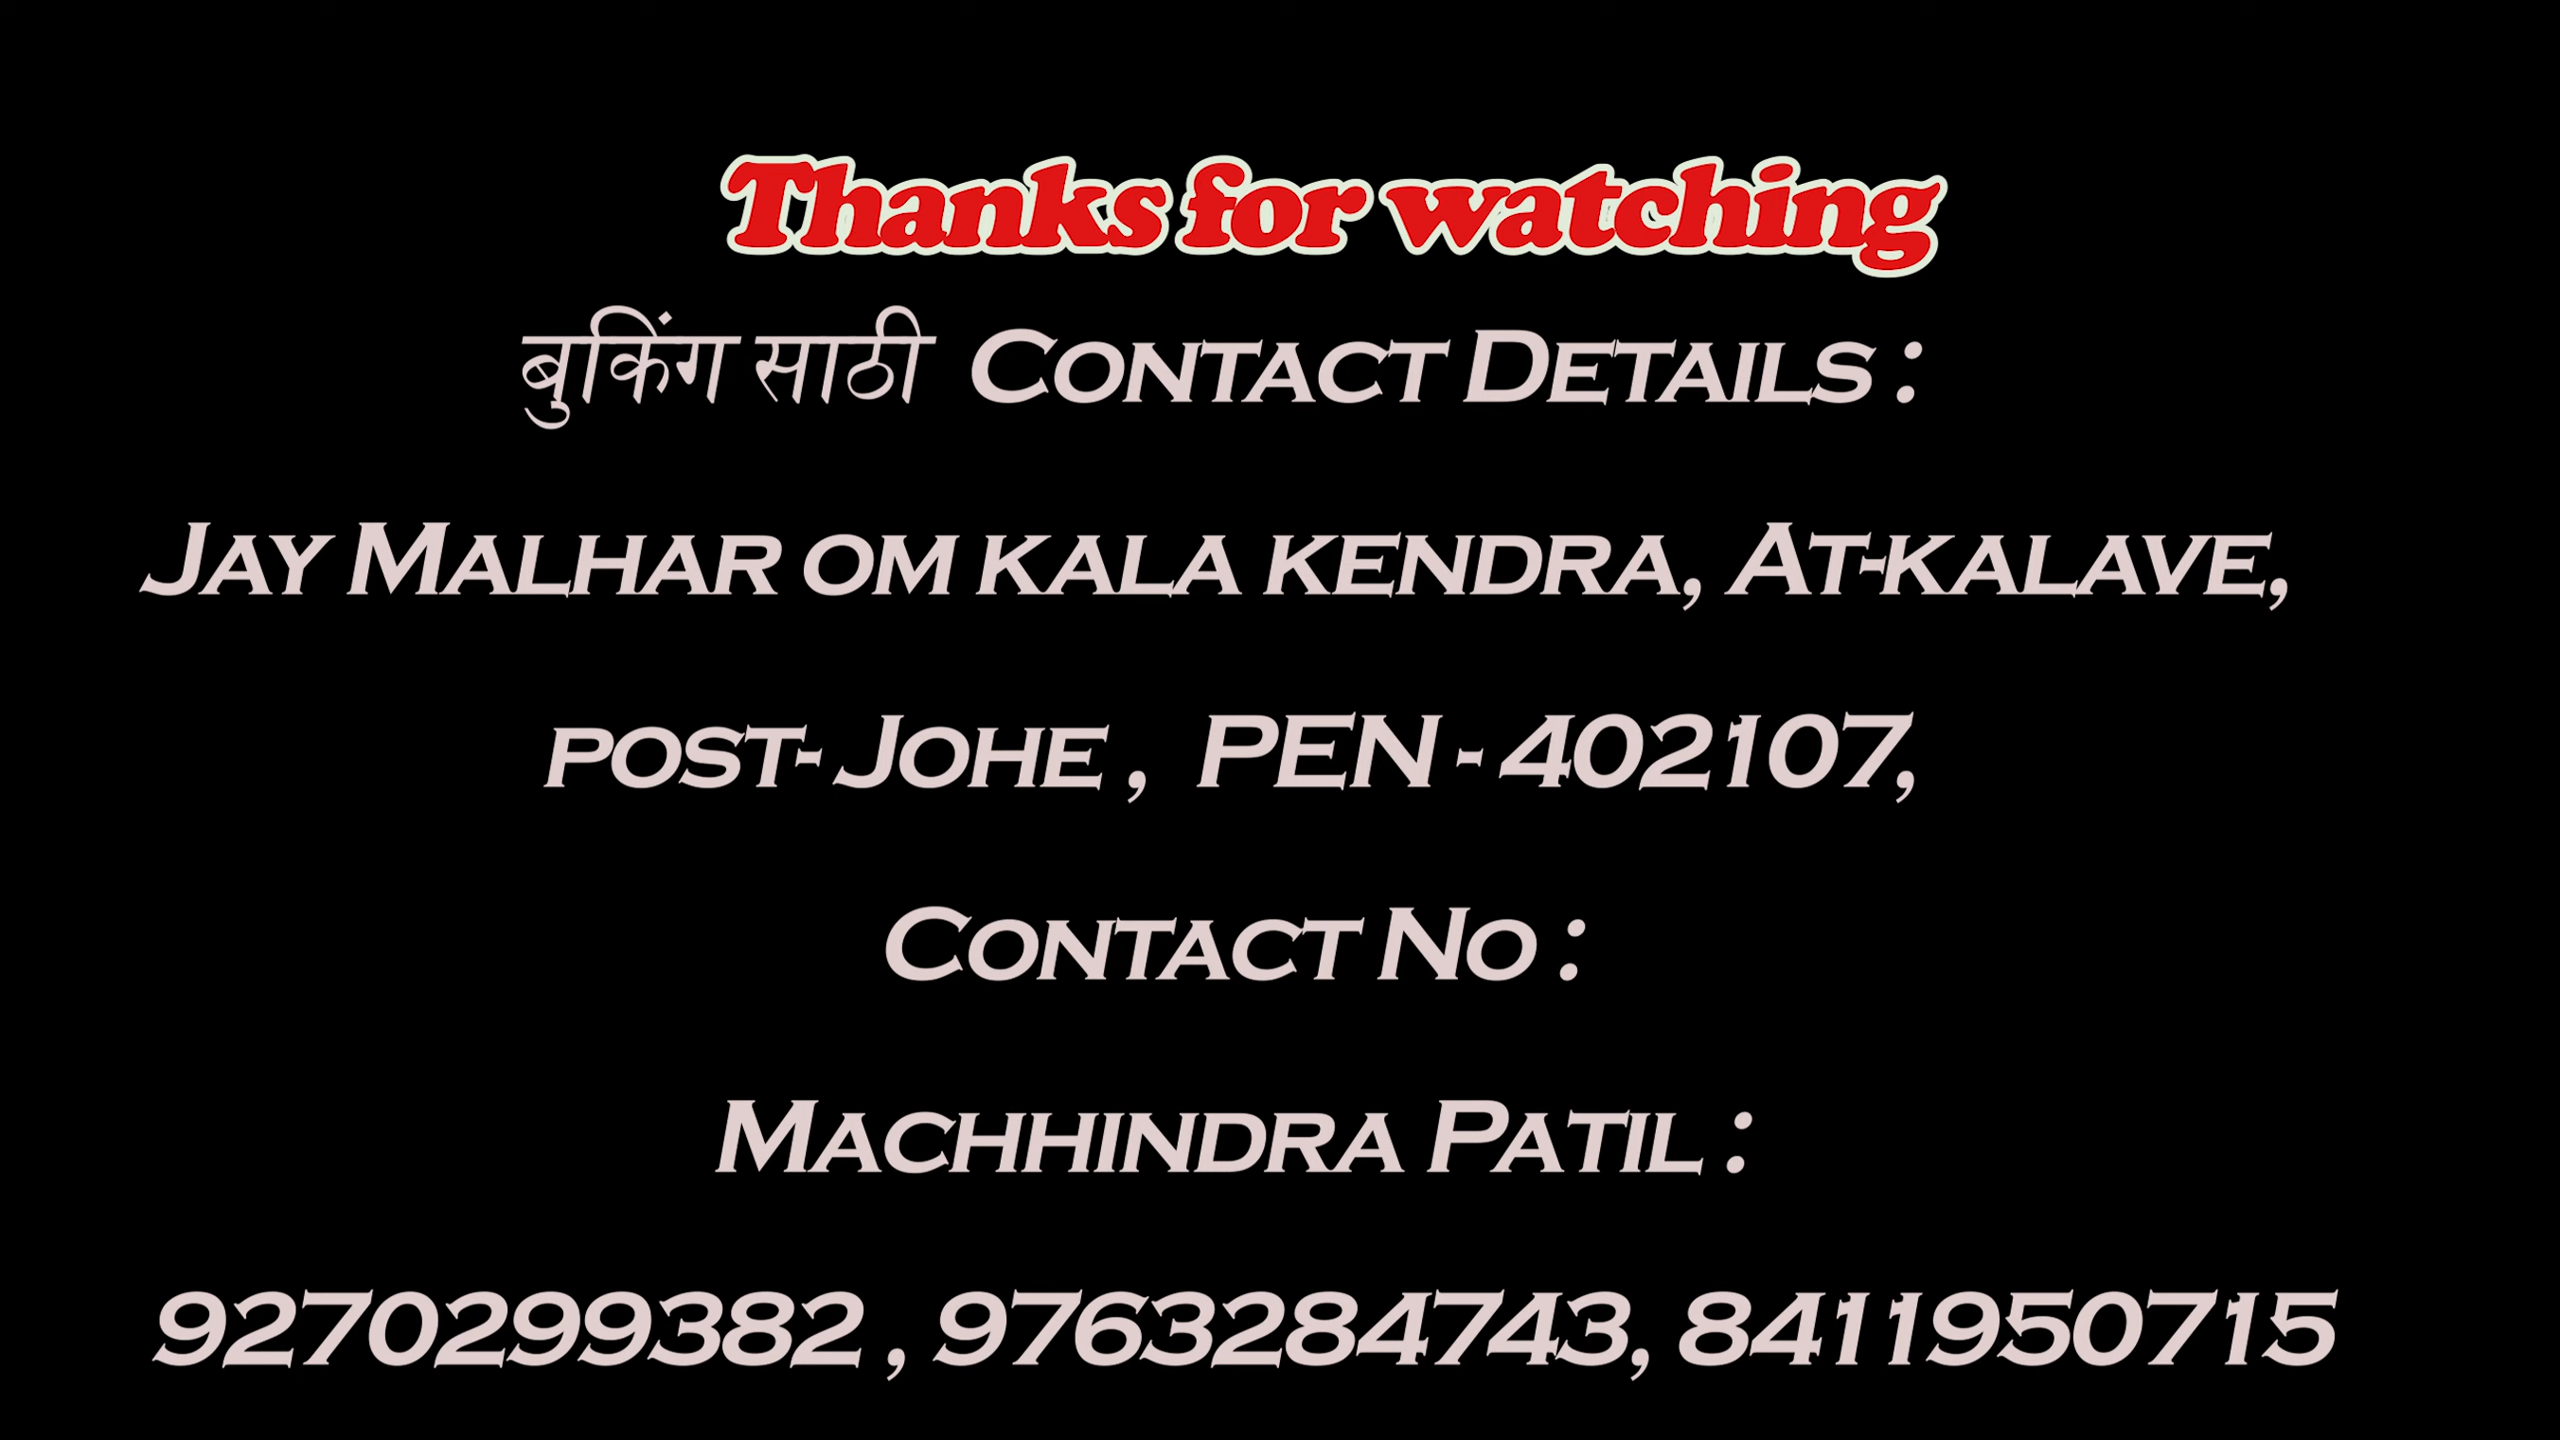 Thanks for watching
बुकिंग साठी Contact Details :
Jay Malhar om kala kendra, At-kalave,
post- Johe , PEN - 402107,
Contact No :
Machhindra Patil :
9270299382 , 9763284743, 8411950715